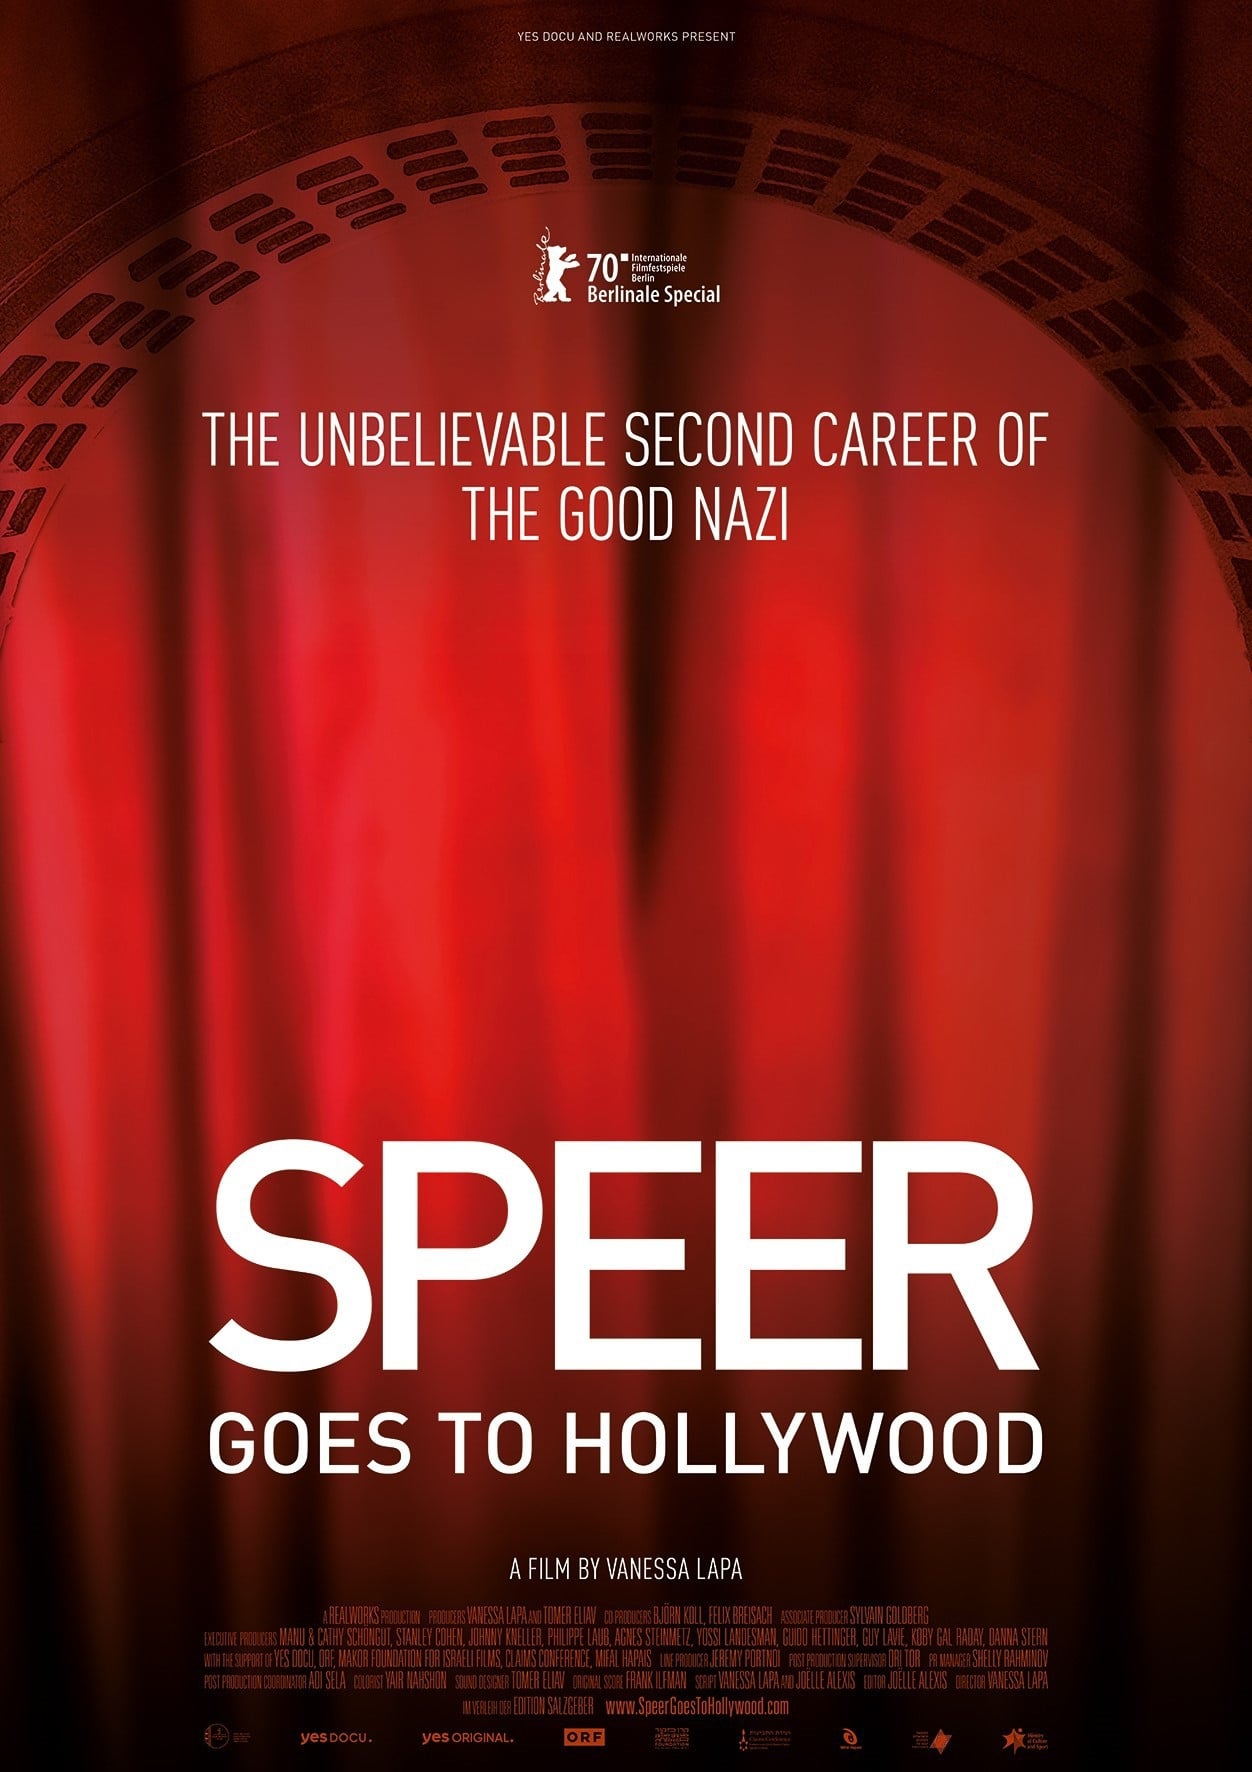 YES DOCU AND REALWORKS PRESENT
Berlinale
70 Internationale
Filmfestspiele
Berlin
Berlinale Special
THE UNBELIEVABLE SECOND CAREER OF
THE GOOD NAZI
SPEER
GOES TO HOLLYWOOD
A FILM BY VANESSA LAPA
A REALWORKS PRODUCTION PRODUCERS VANESSA LAPA AND TOMER ELIAV CO PRODUCERS BJÖRN KOLL, FELIX BREISACH ASSOCIATE PRODUCER SYLVAIN GOLDBERG
EXECUTIVE PRODUCERS MANU & CATHY SCHÖNGUT, STANLEY COHEN, JOHNY KNELLER, PHILIPPE LAUB, AGNES STEINMETZ, YOSSI LANDESMAN, GUIDO HETTINGER, GUY LAVIE, KOBY GAL RADAY, DANNA STERN
WITH THE SUPPORT OF YES DOCU, ORF, MAKOR FOUNDATION FOR ISRAELI FILMS, CLAIMS CONFERENCE, MIFAL HAPAIS LINE PRODUCER JEREMY PORTNOI POST PRODUCTION SUPERVISOR ORI TOR PR MANAGER SHELLY RAHMINOV
POST PRODUCTION COORDINATOR ADI SELA COLORIST YAIR NAHSHON SOUND DESIGNER TOMER ELIAV ORIGINAL SCORE FRANK ILFMAN SCRIPT VANESSA LAPA AND JOËLLE ALEXIS EDITOR JOËLLE ALEXIS DIRECTOR VANESSA LAPA
IM VERLEIH DER EDITION SALZGEBER www.SpeerGoesToHollywood.com
yes DOCU. yes ORIGINAL. ORF